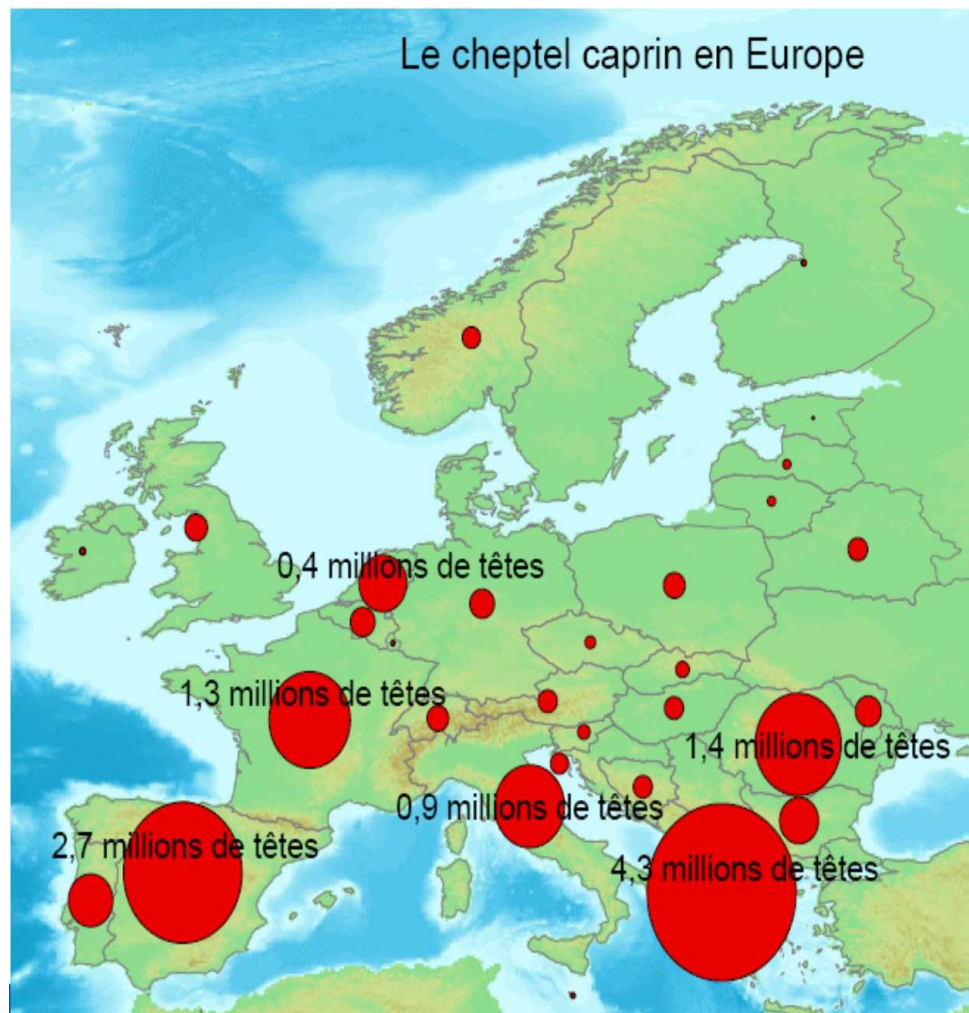 Le cheptel caprin en Europe
0,4 millions de têtes
1,3 millions de têtes
1,4 millions de têtes
0,9 millions de têtes
2,7 millions de têtes
4,3 millions de têtes